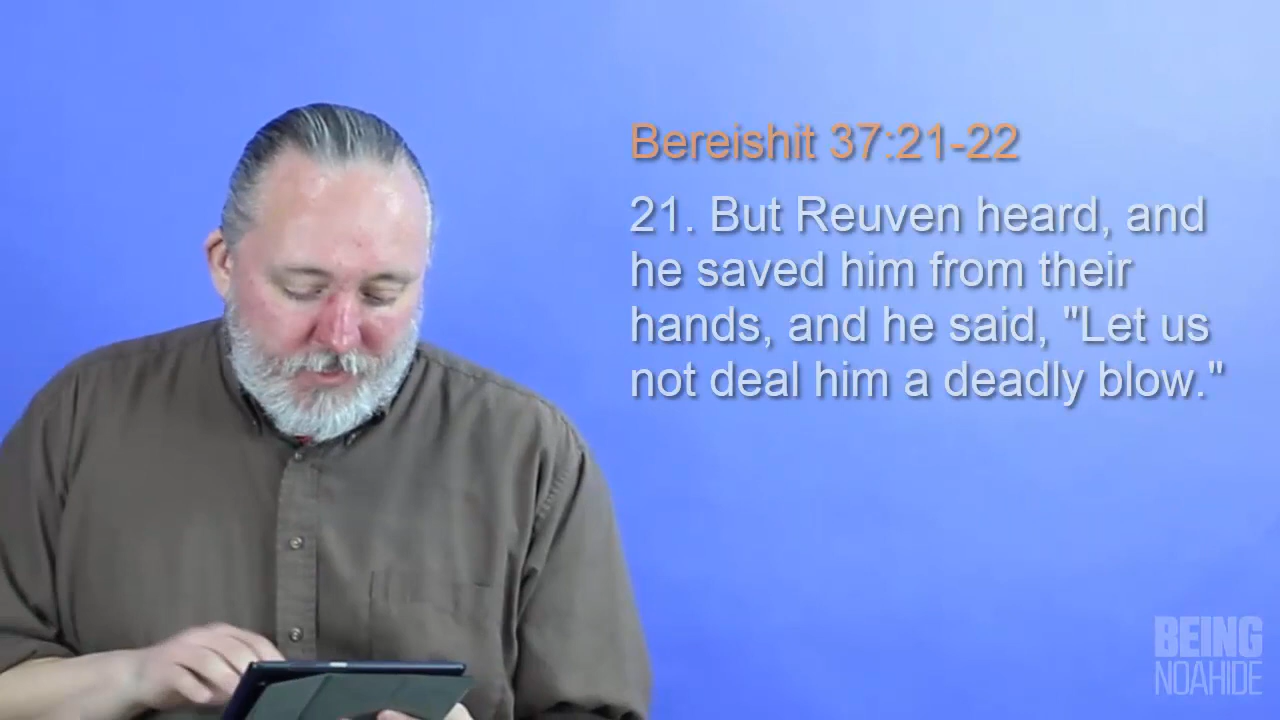 Bereishit 37:21-22
21. But Reuven heard, and
he saved him from their
hands, and he said, "Let us
not deal him a deadly blow."
BEING
NOAHIDE